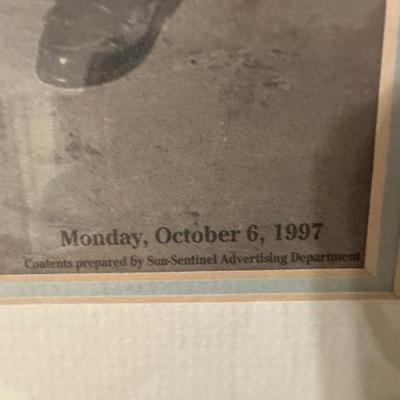 Monday, October 6, 1997
Contents prepared by Sun-Sentinel Advertising Department